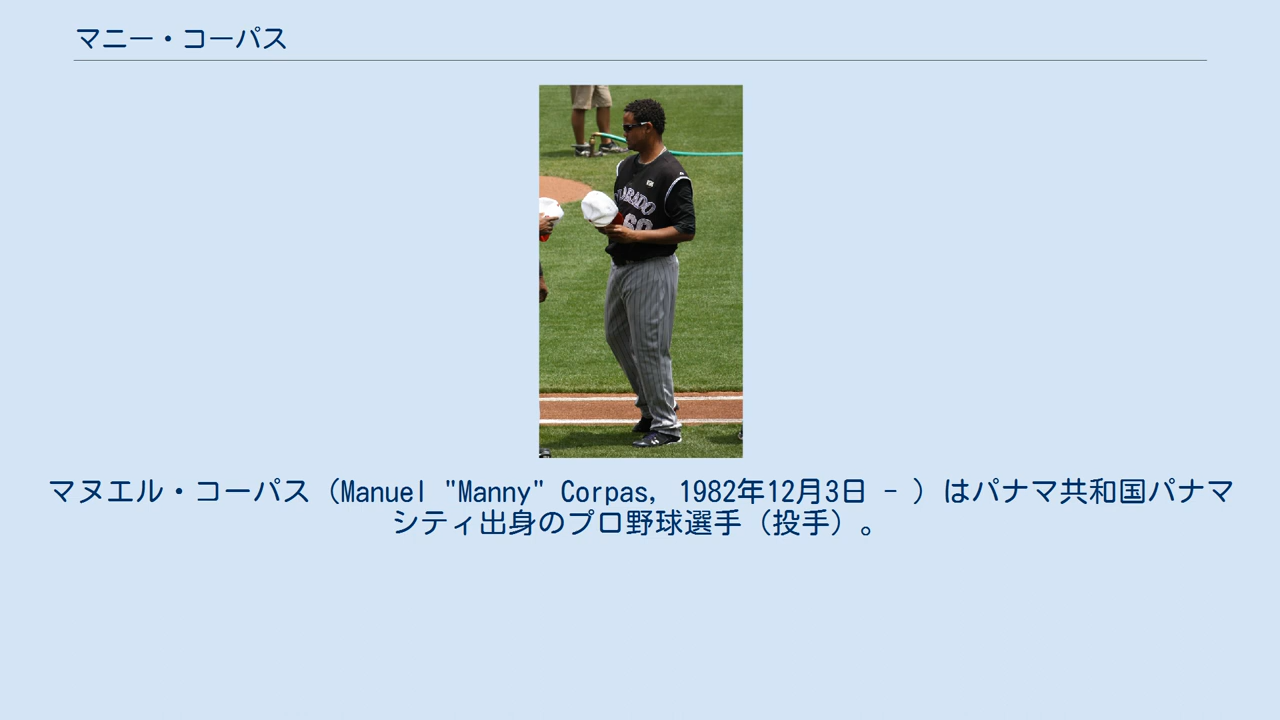 マニー・コーパス
COLORADO
60
マヌエル・コーパス（Manuel "Manny" Corpas, 1982年12月3日 - ）はパナマ共和国パナマ
シティ出身のプロ野球選手（投手）。